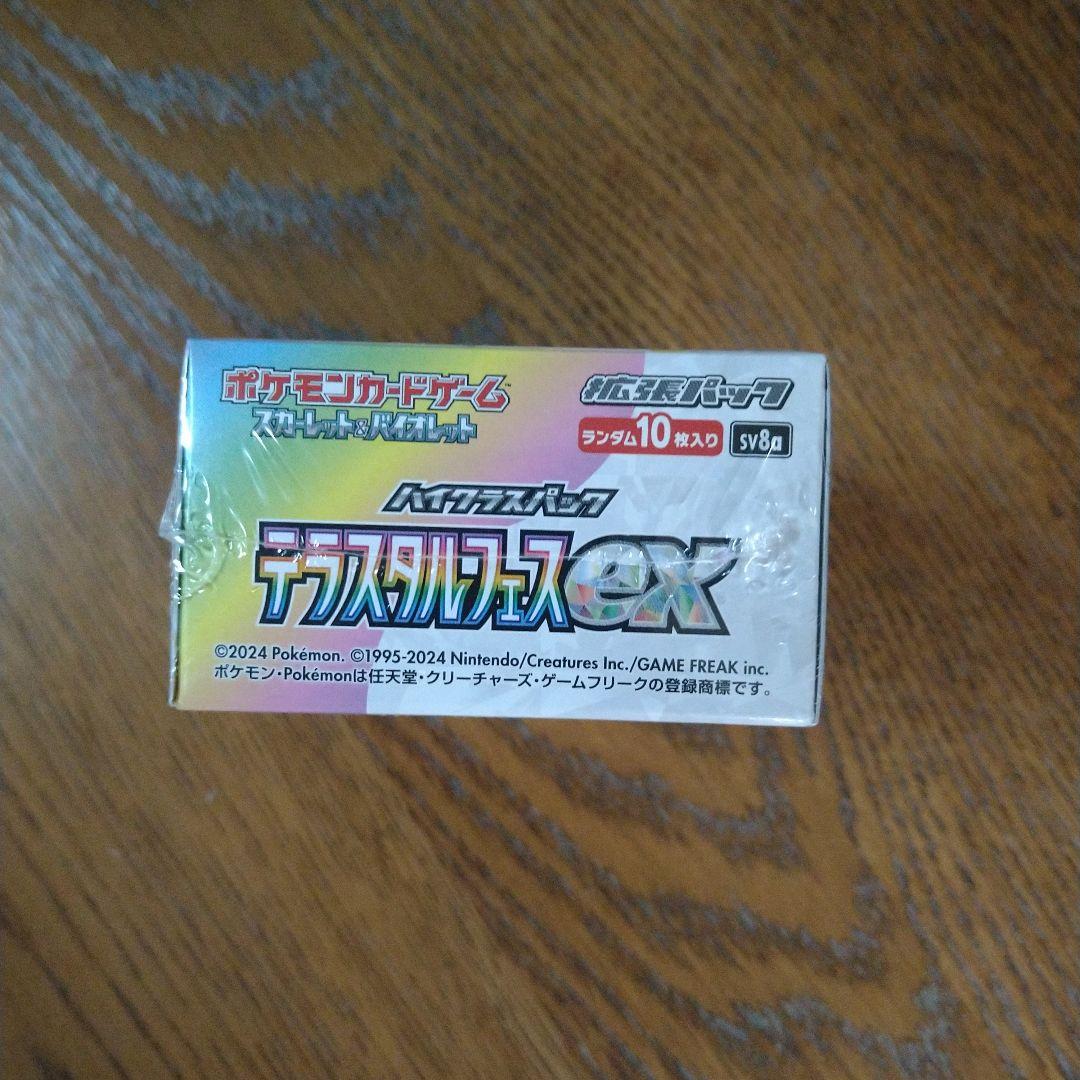 ポケモンカードゲーム™
スカーレット&バイオレット
拡張パック
ランダム10枚入り
sv8a
ハイクラスパック
テラスタルフェスex
©2024 Pokémon. ©1995-2024 Nintendo/Creatures Inc./GAME FREAK inc.
ポケモン・Pokémonは任天堂・クリーチャーズ・ゲームフリークの登録商標です。